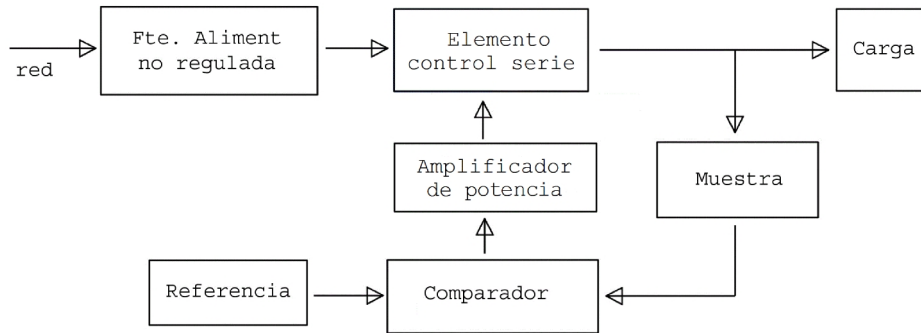 Fte. Aliment
no regulada
Elemento
control serie
Carga
red
Amplificador
de potencia
Muestra
Referencia
Comparador